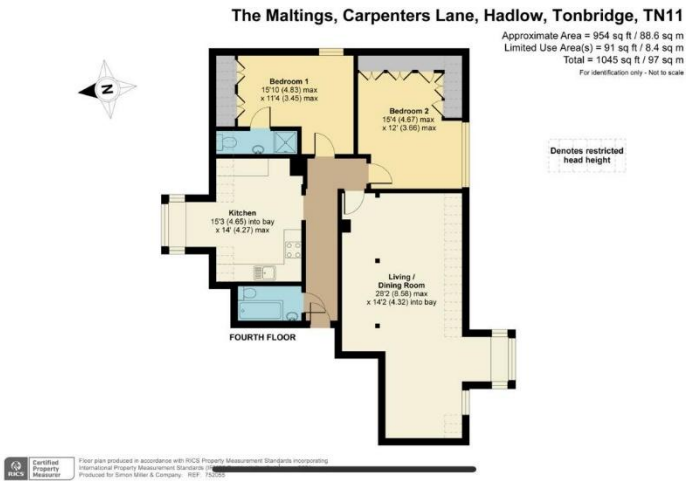 The Maltings, Carpenters Lane, Hadlow, Tonbridge, TN11
Approximate Area = 954 sq ft / 88.6 sq m
Limited Use Area(s) = 91 sq ft / 8.4 sq m
Total = 1045 sq ft / 97 sq m
For identification only - Not to scale
N
Bedroom 1
15'10 (4.83) max
x 11'4 (3.45) max
Bedroom 2
15'4 (4.67) max
x 12' (3.66) max
Denotes restricted
head height
Kitchen
15'3 (4.65) into bay
x 14' (4.27) max
Living /
Dining Room
28'2 (8.58) max
x 14'2 (4.32) into bay
FOURTH FLOOR
RICS
Certified
Property
Measurer
Floor plan produced in accordance with RICS Property Measurement Standards incorporating
International Property Measurement Standards
Produced for Simon Miller & Company. REF: 752055